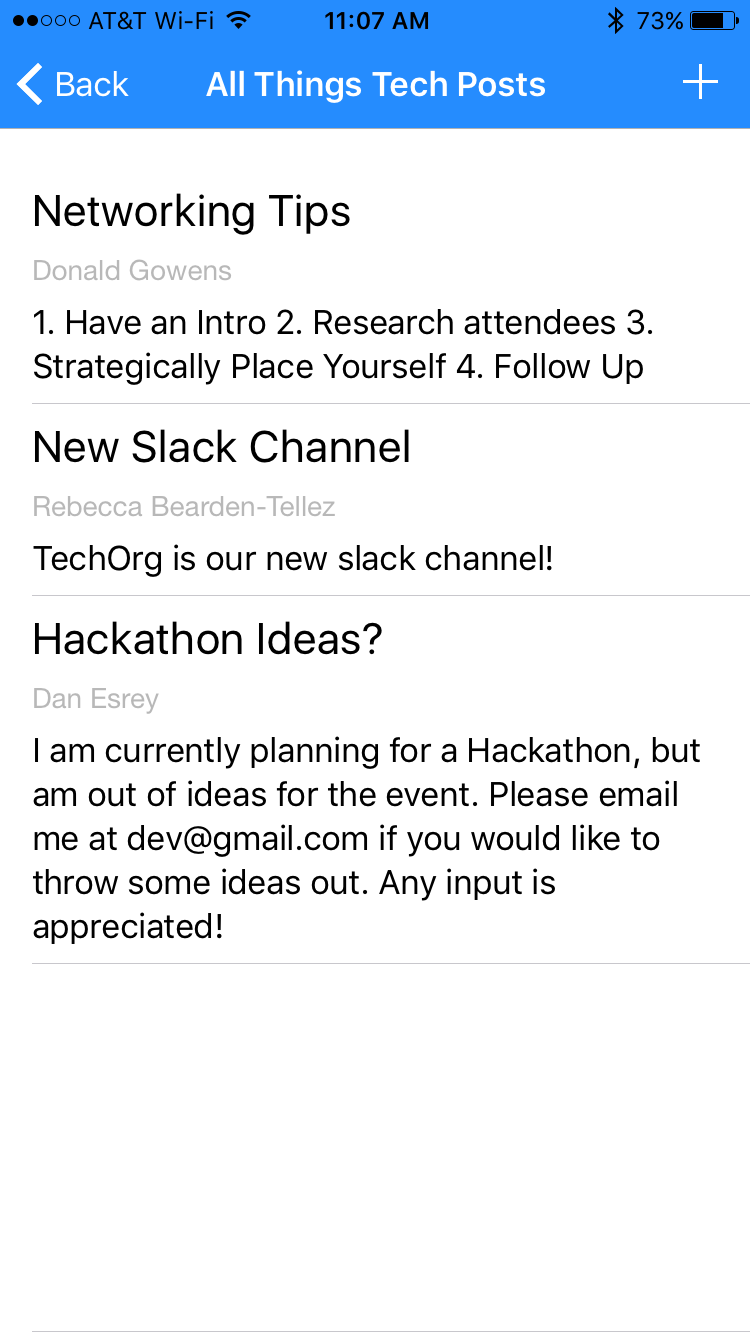 AT&T Wi-Fi 11:07 AM 73%
Back All Things Tech Posts
Networking Tips
Donald Gowens
1. Have an Intro 2. Research attendees 3.
Strategically Place Yourself 4. Follow Up
New Slack Channel
Rebecca Bearden-Tellez
TechOrg is our new slack channel!
Hackathon Ideas?
Dan Esrey
I am currently planning for a Hackathon, but
am out of ideas for the event. Please email
me at dev@gmail.com if you would like to
throw some ideas out. Any input is
appreciated!